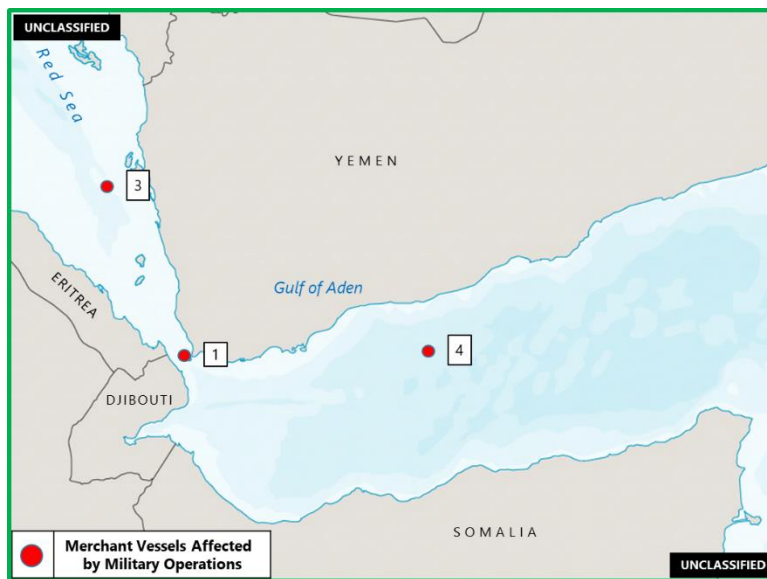 UNCLASSIFIED
Red Sea
YEMEN
3
Gulf of Aden
ERITREA
1
4
DJIBOUTI
SOMALIA
Merchant Vessels Affected
by Military Operations
UNCLASSIFIED